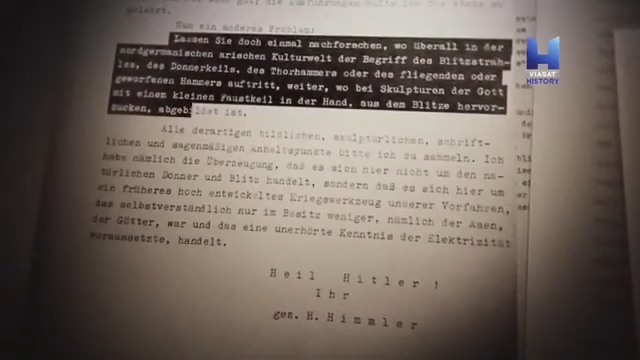 gelehrt.
Nun ein anderes Problem:
Lassen Sie doch einmal nachforschen, wo überall in der
nordgermanischen arischen Kulturwelt der Begriff des Blitzstrah-
les, des Donnerkeils, des Thorhammers oder des fliegenden oder
geworfenen Hammers auftritt, weiter, wo bei Skulpturen der Gott
mit einem kleinen Faustkeil in der Hand, aus dem Blitze hervor-
zucken, abgebildet ist.
Alle derartigen bildlichen, skulptürlichen, schrift-
lichen und sagenmäßigen Anhaltspunkte bitte ich zu sammeln. Ich
habe nämlich die Überzeugung, daß es sich hier nicht um den na-
türlichen Donner und Blitz handelt, sondern daß es sich hier um
ein früheres hoch entwickeltes Kriegswerkzeug unserer Vorfahren,
das selbstverständlich nur im Besitz weniger, nämlich der Asen,
der Götter, war und das eine unerhörte Kenntnis der Elektrizität
voraussetzte, handelt.
Heil Hitler!
Ihr
gez. H. Himmler
VIASAT
HISTORY